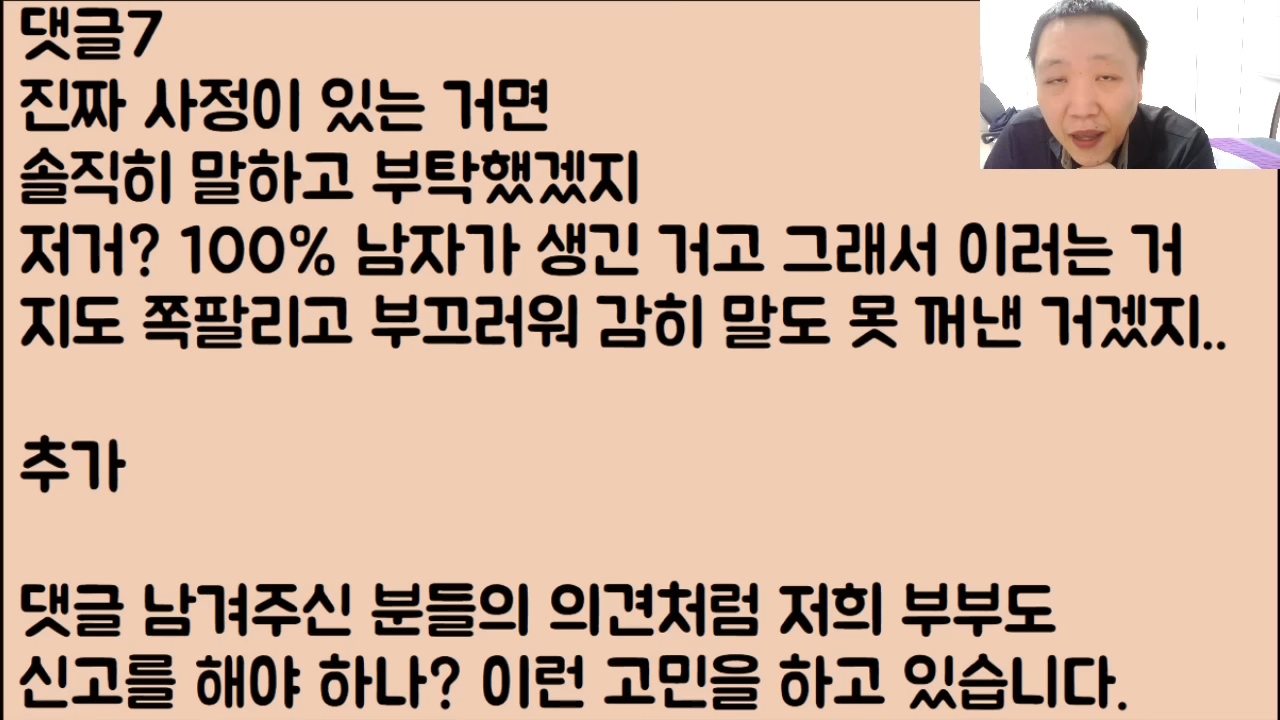 댓글7
진짜 사정이 있는 거면
솔직히 말하고 부탁했겠지
저거? 100% 남자가 생긴 거고 그래서 이러는 거
지도 쪽팔리고 부끄러워 감히 말도 못 꺼낸 거겠지..
추가
댓글 남겨주신 분들의 의견처럼 저희 부부도
신고를 해야 하나? 이런 고민을 하고 있습니다.